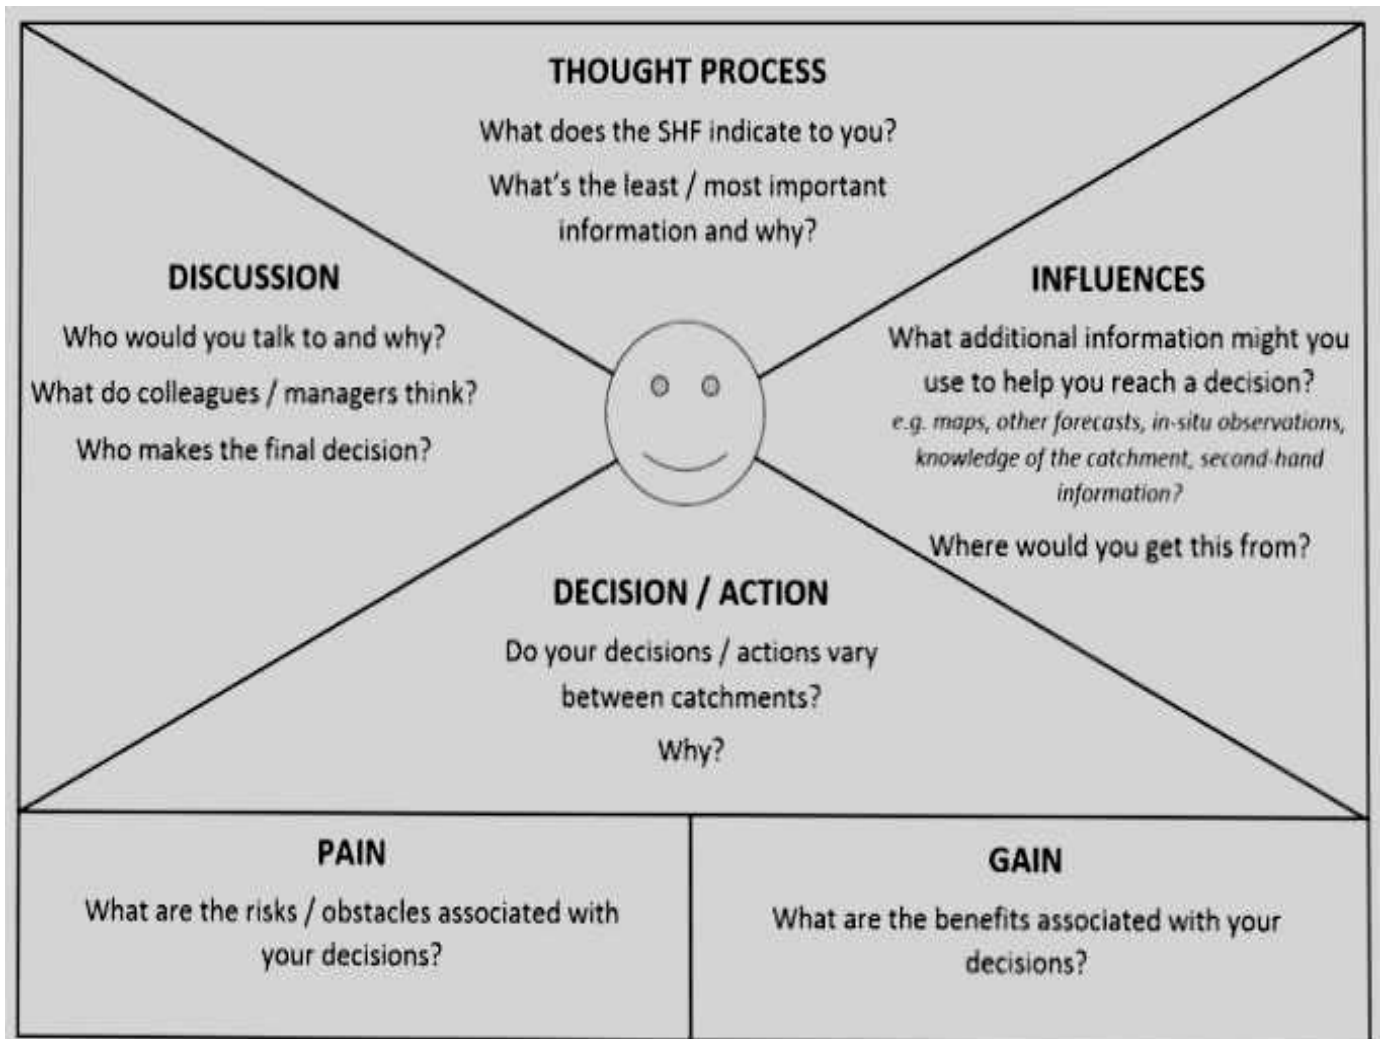 THOUGHT PROCESS
What does the SHF indicate to you?
What's the least / most important
information and why?
DISCUSSION
Who would you talk to and why?
What do colleagues / managers think?
Who makes the final decision?
INFLUENCES
What additional information might you
use to help you reach a decision?
e.g. maps, other forecasts, in-situ observations,
knowledge of the catchment, second-hand
information?
Where would you get this from?
DECISION / ACTION
Do your decisions / actions vary
between catchments?
Why?
PAIN
What are the risks / obstacles associated with
your decisions?
GAIN
What are the benefits associated with your
decisions?